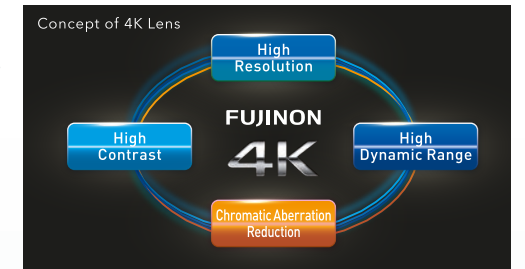 Concept of 4K Lens
High
Resolution
FUJINON
4K
High
Contrast
High
Dynamic Range
Chromatic Aberration
Reduction